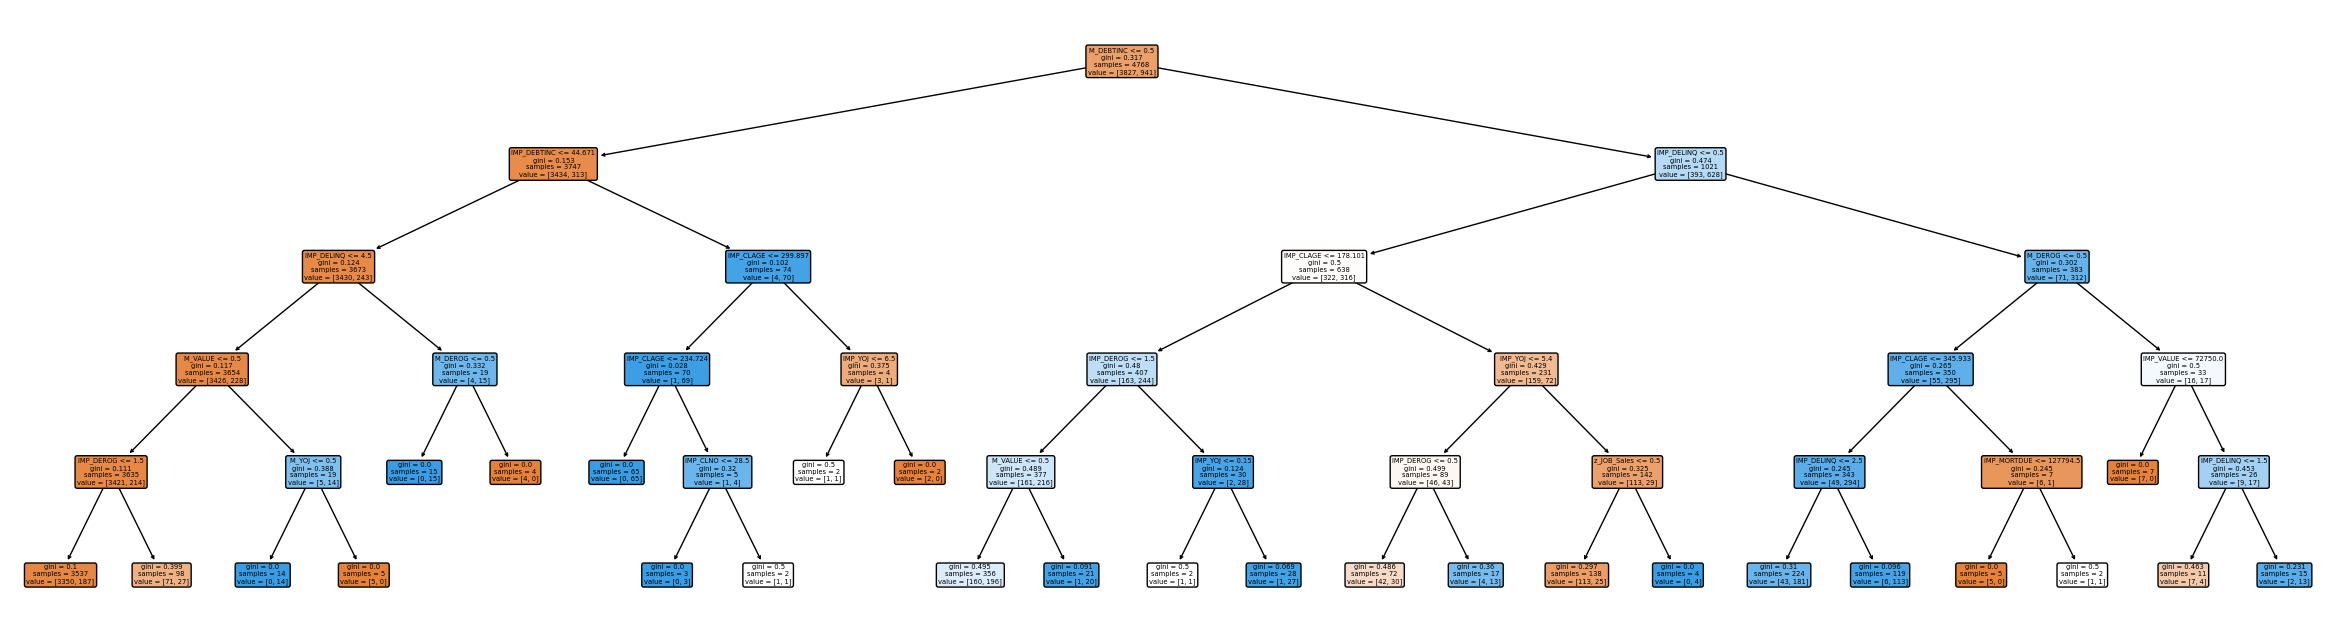 M_DEBTINC <= 0.5
gini = 0.317
samples = 4768
value = [3827, 941]
IMP_DEBTINC <= 44.671
gini = 0.153
samples = 3747
value = [3434, 313]
IMP_DELINQ <= 0.5
gini = 0.474
samples = 1021
value = [393, 628]
IMP_DELINQ <= 4.5
gini = 0.124
samples = 3673
value = [3430, 243]
IMP_CLAGE <= 299.897
gini = 0.102
samples = 74
value = [4, 70]
IMP_CLAGE <= 178.101
gini = 0.5
samples = 638
value = [322, 316]
M_DEROG <= 0.5
gini = 0.302
samples = 383
value = [71, 312]
M_VALUE <= 0.5
gini = 0.117
samples = 3654
value = [3426, 228]
M_DEROG <= 0.5
gini = 0.332
samples = 19
value = [4, 15]
IMP_CLAGE <= 234.724
gini = 0.028
samples = 70
value = [1, 69]
IMP_YOJ <= 6.5
gini = 0.375
samples = 4
value = [3, 1]
IMP_DEROG <= 1.5
gini = 0.48
samples = 407
value = [163, 244]
IMP_YOJ <= 5.4
gini = 0.429
samples = 231
value = [159, 72]
IMP_CLAGE <= 345.933
gini = 0.265
samples = 350
value = [55, 295]
IMP_VALUE <= 72750.0
gini = 0.5
samples = 33
value = [16, 17]
IMP_DEROG <= 1.5
gini = 0.111
samples = 3635
value = [3421, 214]
M_YOJ <= 0.5
gini = 0.388
samples = 19
value = [5, 14]
gini = 0.0
samples = 15
value = [0, 15]
gini = 0.0
samples = 4
value = [4, 0]
gini = 0.0
samples = 65
value = [0, 65]
IMP_CLNO <= 28.5
gini = 0.32
samples = 5
value = [1, 4]
gini = 0.5
samples = 2
value = [1, 1]
gini = 0.0
samples = 2
value = [2, 0]
M_VALUE <= 0.5
gini = 0.489
samples = 377
value = [161, 216]
IMP_YOJ <= 0.15
gini = 0.124
samples = 30
value = [2, 28]
IMP_DEROG <= 0.5
gini = 0.499
samples = 89
value = [46, 43]
z_JOB_Sales <= 0.5
gini = 0.325
samples = 142
value = [113, 29]
IMP_DELINQ <= 2.5
gini = 0.245
samples = 343
value = [49, 294]
IMP_MORTDUE <= 127794.5
gini = 0.245
samples = 7
value = [6, 1]
gini = 0.0
samples = 7
value = [7, 0]
IMP_DELINQ <= 1.5
gini = 0.453
samples = 26
value = [9, 17]
gini = 0.1
samples = 3537
value = [3350, 187]
gini = 0.399
samples = 98
value = [71, 27]
gini = 0.0
samples = 14
value = [0, 14]
gini = 0.0
samples = 5
value = [5, 0]
gini = 0.0
samples = 3
value = [0, 3]
gini = 0.5
samples = 2
value = [1, 1]
gini = 0.495
samples = 356
value = [160, 196]
gini = 0.091
samples = 21
value = [1, 20]
gini = 0.5
samples = 2
value = [1, 1]
gini = 0.069
samples = 28
value = [1, 27]
gini = 0.486
samples = 72
value = [42, 30]
gini = 0.36
samples = 17
value = [4, 13]
gini = 0.297
samples = 138
value = [113, 25]
gini = 0.0
samples = 4
value = [0, 4]
gini = 0.31
samples = 224
value = [43, 181]
gini = 0.096
samples = 119
value = [6, 113]
gini = 0.0
samples = 5
value = [5, 0]
gini = 0.5
samples = 2
value = [1, 1]
gini = 0.463
samples = 11
value = [7, 4]
gini = 0.231
samples = 15
value = [2, 13]